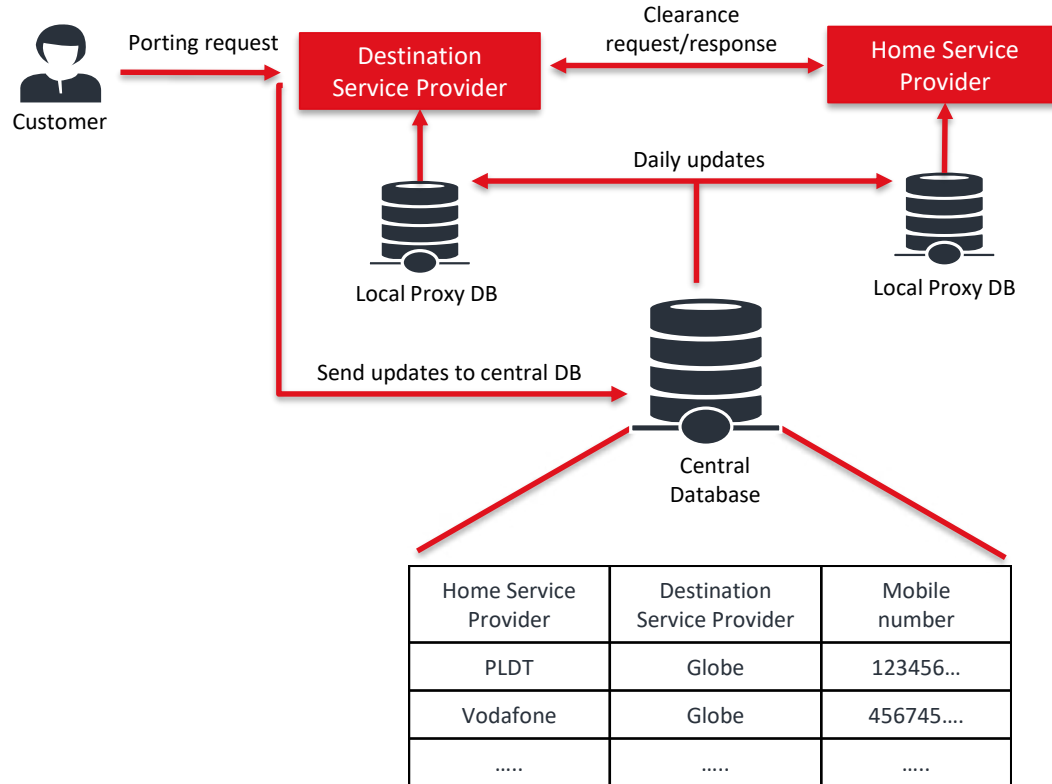 Porting request
Customer
Destination
Service Provider
Clearance
request/response
Home Service
Provider
Daily updates
Local Proxy DB
Local Proxy DB
Send updates to central DB
Central
Database
Home Service
Provider
Destination
Service Provider
Mobile
number
PLDT
Globe
123456...
Vodafone
Globe
456745....
.....
.....
.....